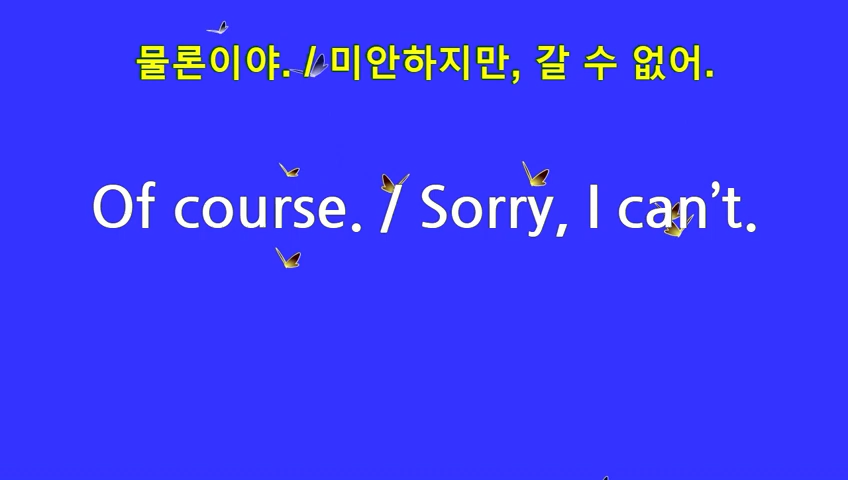 물론이야. / 미안하지만, 갈 수 없어.
Of course. / Sorry, I can’t.